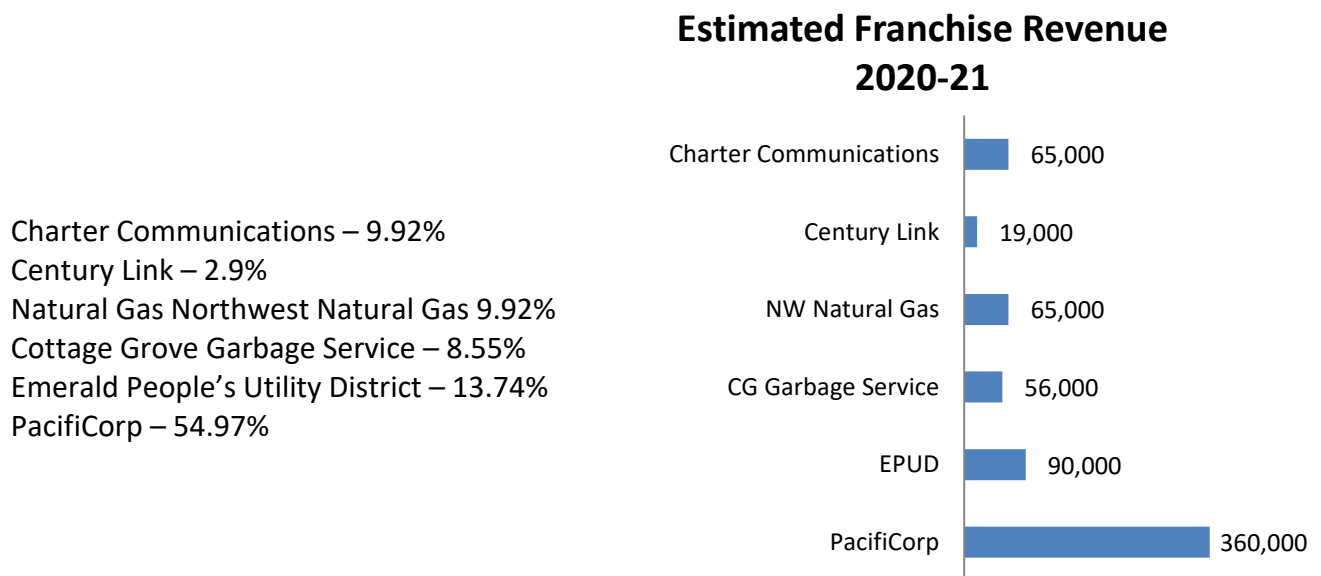 Estimated Franchise Revenue
2020-21
Charter Communications – 9.92%
Century Link – 2.9%
Natural Gas Northwest Natural Gas 9.92%
Cottage Grove Garbage Service – 8.55%
Emerald People’s Utility District – 13.74%
PacifiCorp – 54.97%
Charter Communications 65,000
Century Link 19,000
NW Natural Gas 65,000
CG Garbage Service 56,000
EPUD 90,000
PacifiCorp 360,000